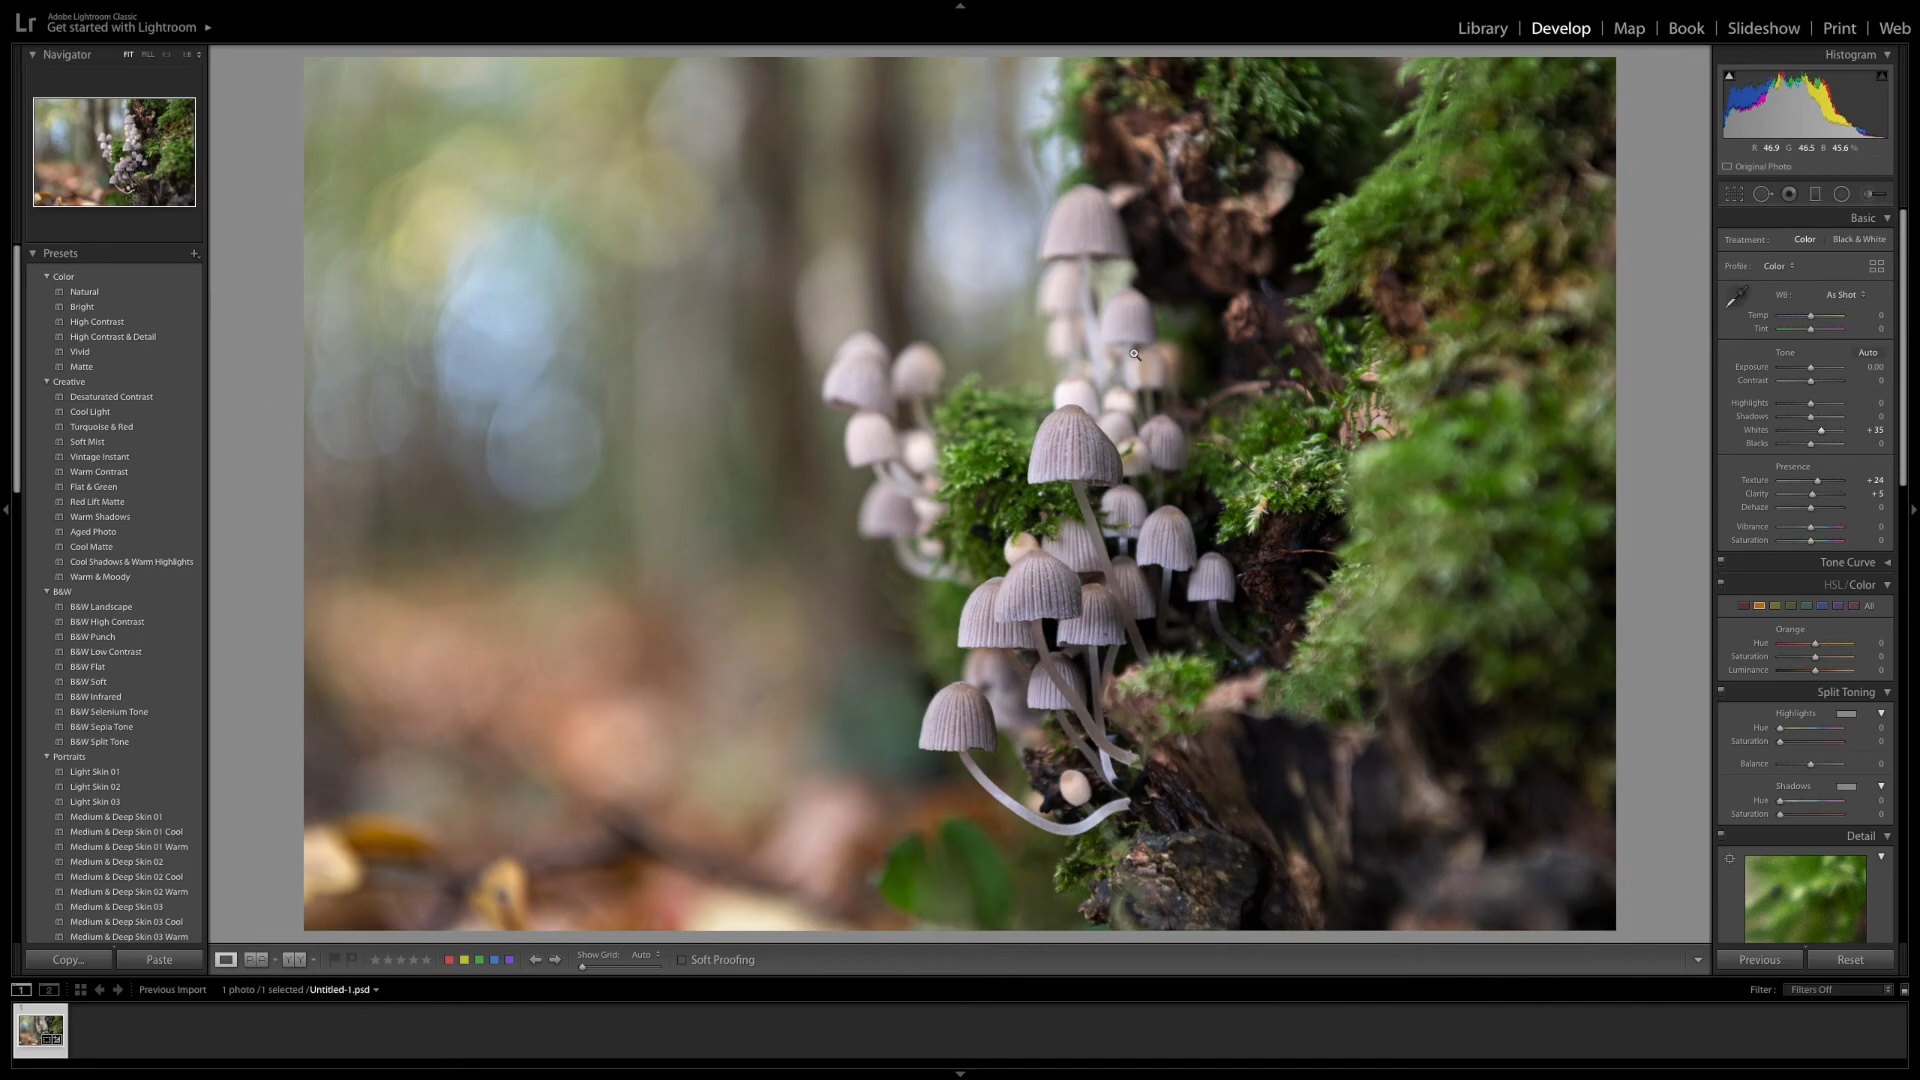 Lr
Adobe Lightroom Classic
Get started with Lightroom
Library | Develop | Map | Book | Slideshow | Print | Web
Navigator FIT FILL 1:1 1:8
Presets +
Color
Natural
Bright
High Contrast
High Contrast & Detail
Vivid
Matte
Creative
Desaturated Contrast
Cool Light
Turquoise & Red
Soft Mist
Vintage Instant
Warm Contrast
Flat & Green
Red Lift Matte
Warm Shadows
Aged Photo
Cool Matte
Cool Shadows & Warm Highlights
Warm & Moody
B&W
B&W Landscape
B&W High Contrast
B&W Punch
B&W Low Contrast
B&W Flat
B&W Soft
B&W Infrared
B&W Selenium Tone
B&W Sepia Tone
B&W Split Tone
Portraits
Light Skin 01
Light Skin 02
Light Skin 03
Medium & Deep Skin 01
Medium & Deep Skin 01 Cool
Medium & Deep Skin 01 Warm
Medium & Deep Skin 02
Medium & Deep Skin 02 Cool
Medium & Deep Skin 02 Warm
Medium & Deep Skin 03
Medium & Deep Skin 03 Cool
Medium & Deep Skin 03 Warm
Copy... Paste
Histogram
R 46.9 G 46.5 B 45.6 %
Original Photo
Basic
Treatment : Color Black & White
Profile : Color
WB : As Shot
Temp 0
Tint 0
Tone Auto
Exposure 0.00
Contrast 0
Highlights 0
Shadows 0
Whites + 35
Blacks 0
Presence
Texture + 24
Clarity + 5
Dehaze 0
Vibrance 0
Saturation 0
Tone Curve
HSL / Color
All
Orange
Hue 0
Saturation 0
Luminance 0
Split Toning
Highlights
Hue 0
Saturation 0
Balance 0
Shadows
Hue 0
Saturation 0
Detail
Previous Reset
RA YY Show Grid: Auto Soft Proofing
1 2 Previous Import 1 photo / 1 selected / Untitled-1.psd
Filter : Filters Off
1